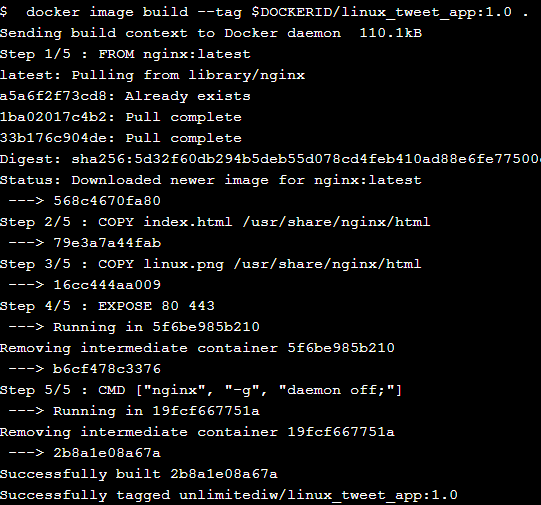 $  docker image build --tag $DOCKERID/linux_tweet_app:1.0 .
Sending build context to Docker daemon  110.1kB
Step 1/5 : FROM nginx:latest
latest: Pulling from library/nginx
a5a6f2f73cd8: Already exists
1ba02017c4b2: Pull complete
33b176c904de: Pull complete
Digest: sha256:5d32f60db294b5deb55d078cd4feb410ad88e6fe77500
Status: Downloaded newer image for nginx:latest
 ---> 568c4670fa80
Step 2/5 : COPY index.html /usr/share/nginx/html
 ---> 79e3a7a44fab
Step 3/5 : COPY linux.png /usr/share/nginx/html
 ---> 16cc444aa009
Step 4/5 : EXPOSE 80 443
 ---> Running in 5f6be985b210
Removing intermediate container 5f6be985b210
 ---> b6cf478c3376
Step 5/5 : CMD ["nginx", "-g", "daemon off;"]
 ---> Running in 19fcf667751a
Removing intermediate container 19fcf667751a
 ---> 2b8a1e08a67a
Successfully built 2b8a1e08a67a
Successfully tagged unlimitediw/linux_tweet_app:1.0